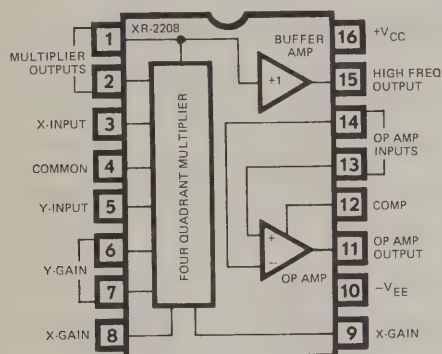 XR-2208
1
MULTIPLIER
OUTPUTS
2
X-INPUT
3
COMMON
4
Y-INPUT
5
6
Y-GAIN
7
X-GAIN
8
FOUR QUADRANT MULTIPLIER
BUFFER
AMP
+1
+
−
OP AMP
16
+VCC
15
HIGH FREQ
OUTPUT
14
OP AMP
INPUTS
13
12
COMP
11
OP AMP
OUTPUT
10
−VEE
9
X-GAIN